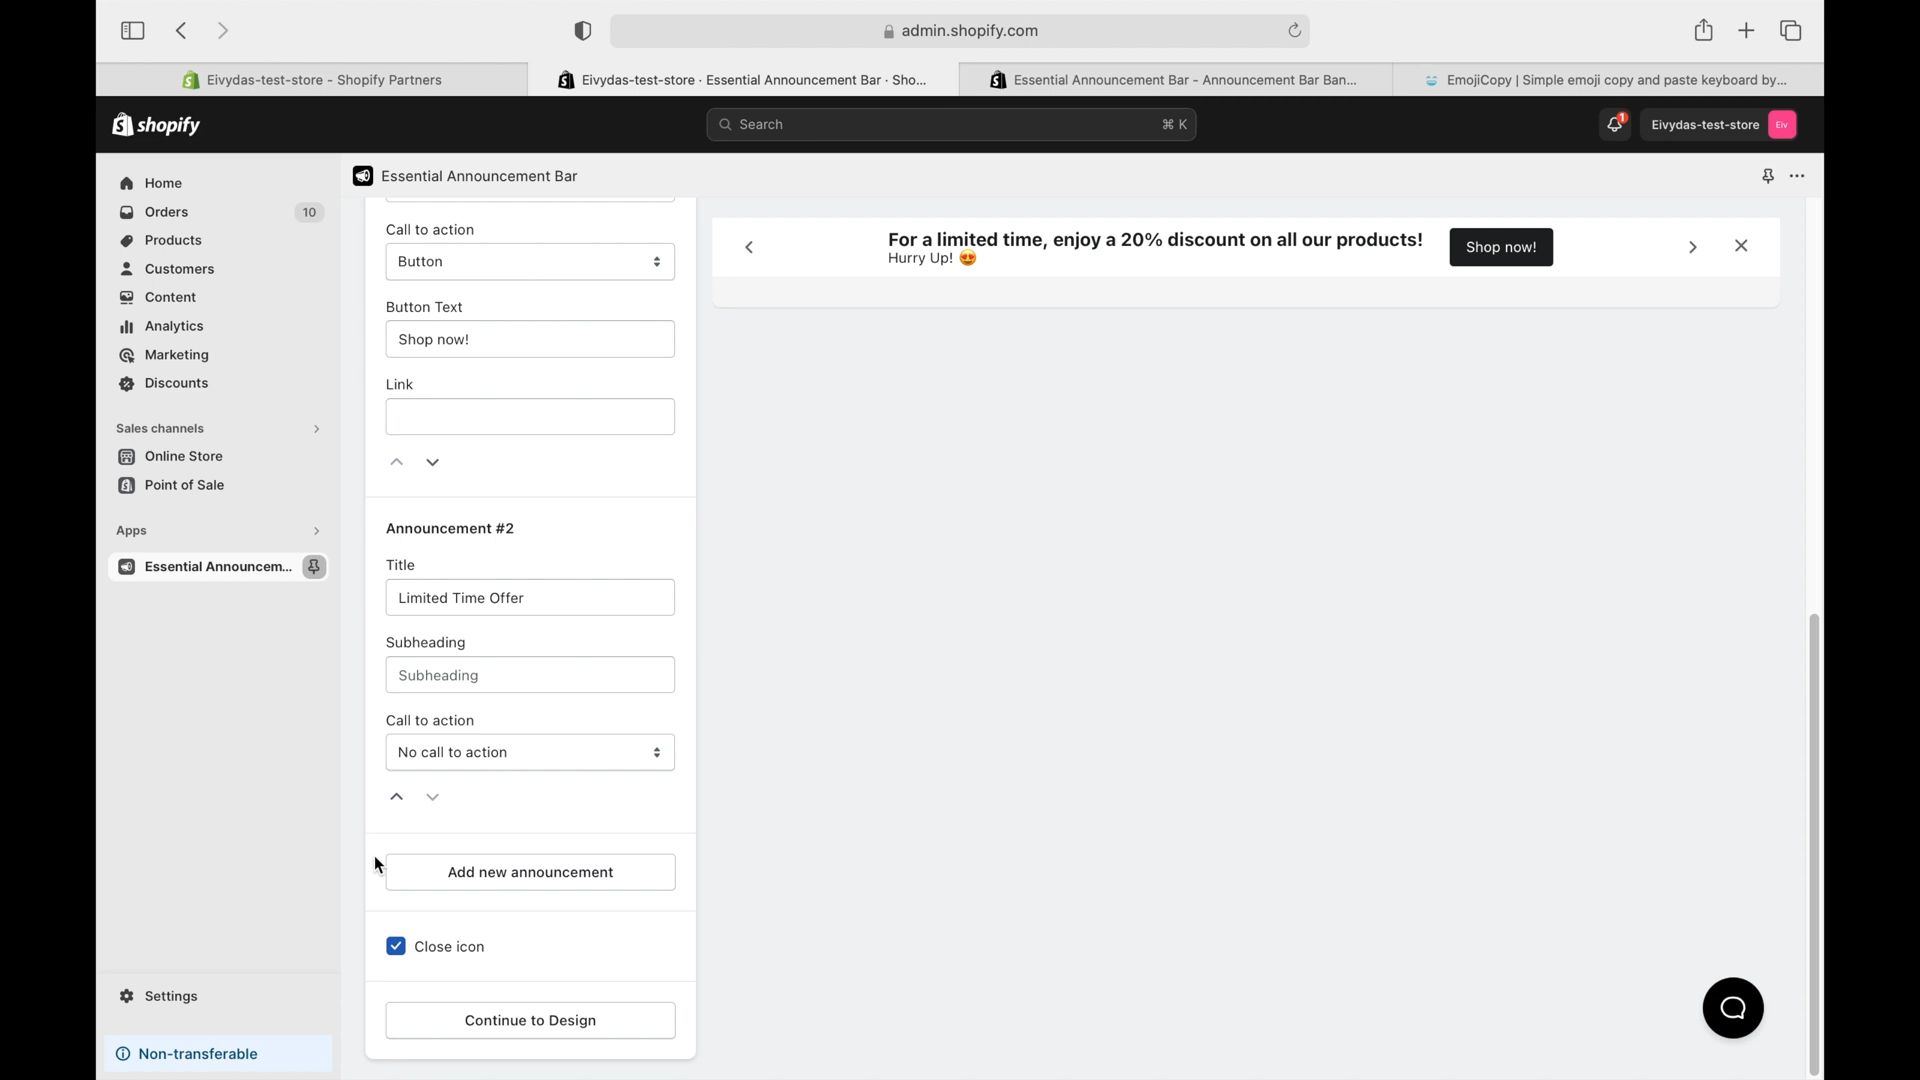 admin.shopify.com
Eivydas-test-store - Shopify Partners
Eivydas-test-store · Essential Announcement Bar · Sho...
Essential Announcement Bar - Announcement Bar Ban...
EmojiCopy | Simple emoji copy and paste keyboard by...
shopify
Search
⌘ K
1
Eivydas-test-store
Eiv
Home
Orders
10
Products
Customers
Content
Analytics
Marketing
Discounts
Sales channels
Online Store
Point of Sale
Apps
Essential Announcem...
Settings
Non-transferable
Essential Announcement Bar
Call to action
Button
Button Text
Shop now!
Link
Announcement #2
Title
Limited Time Offer
Subheading
Subheading
Call to action
No call to action
Add new announcement
Close icon
Continue to Design
For a limited time, enjoy a 20% discount on all our products!
Hurry Up! 😍
Shop now!